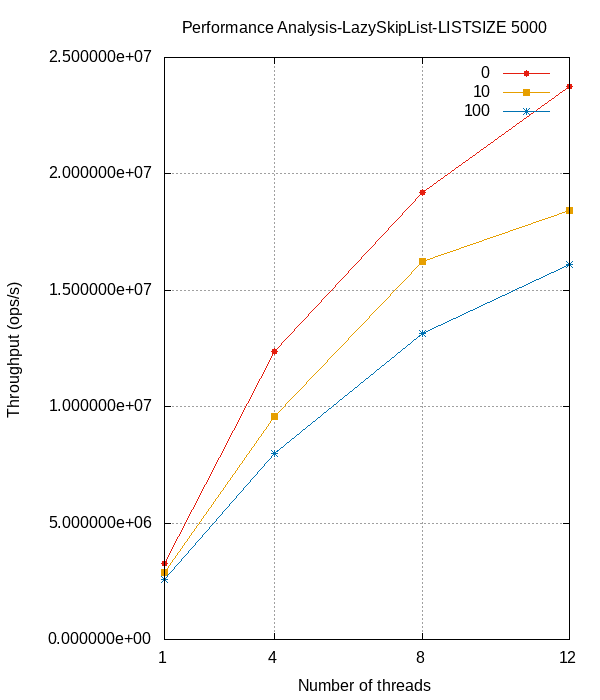 Performance Analysis-LazySkipList-LISTSIZE 5000
2.500000e+07
0
10
100
2.000000e+07
1.500000e+07
Throughput (ops/s)
1.000000e+07
5.000000e+06
0.000000e+00
1 4 8 12
Number of threads